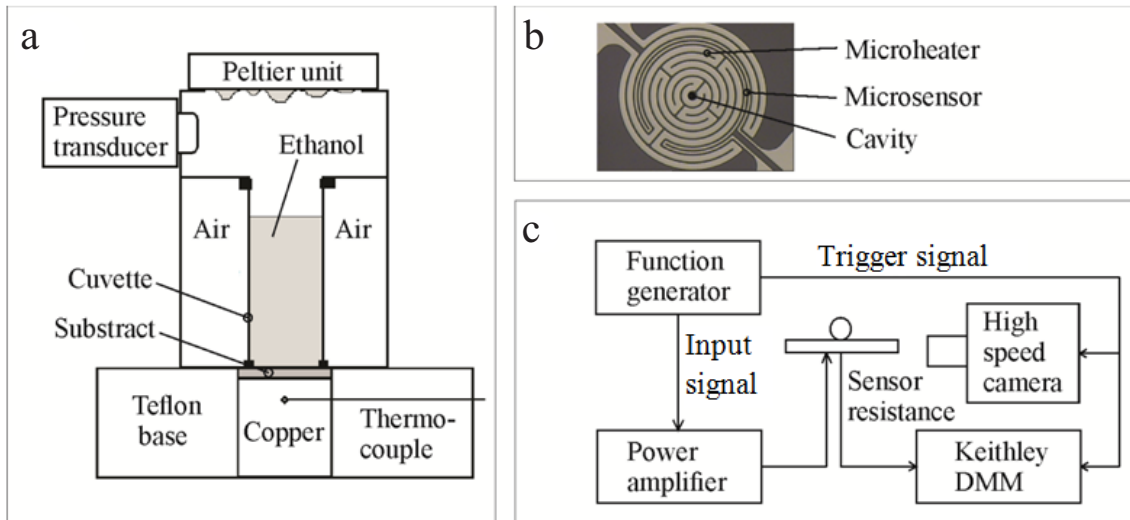 a
Peltier unit
Pressure
transducer
Ethanol
Air
Air
Cuvette
Substract
Teflon
base
Copper
Thermo-
couple
b
Microheater
Microsensor
Cavity
c
Function
generator
Trigger signal
Input
signal
High
speed
camera
Sensor
resistance
Power
amplifier
Keithley
DMM